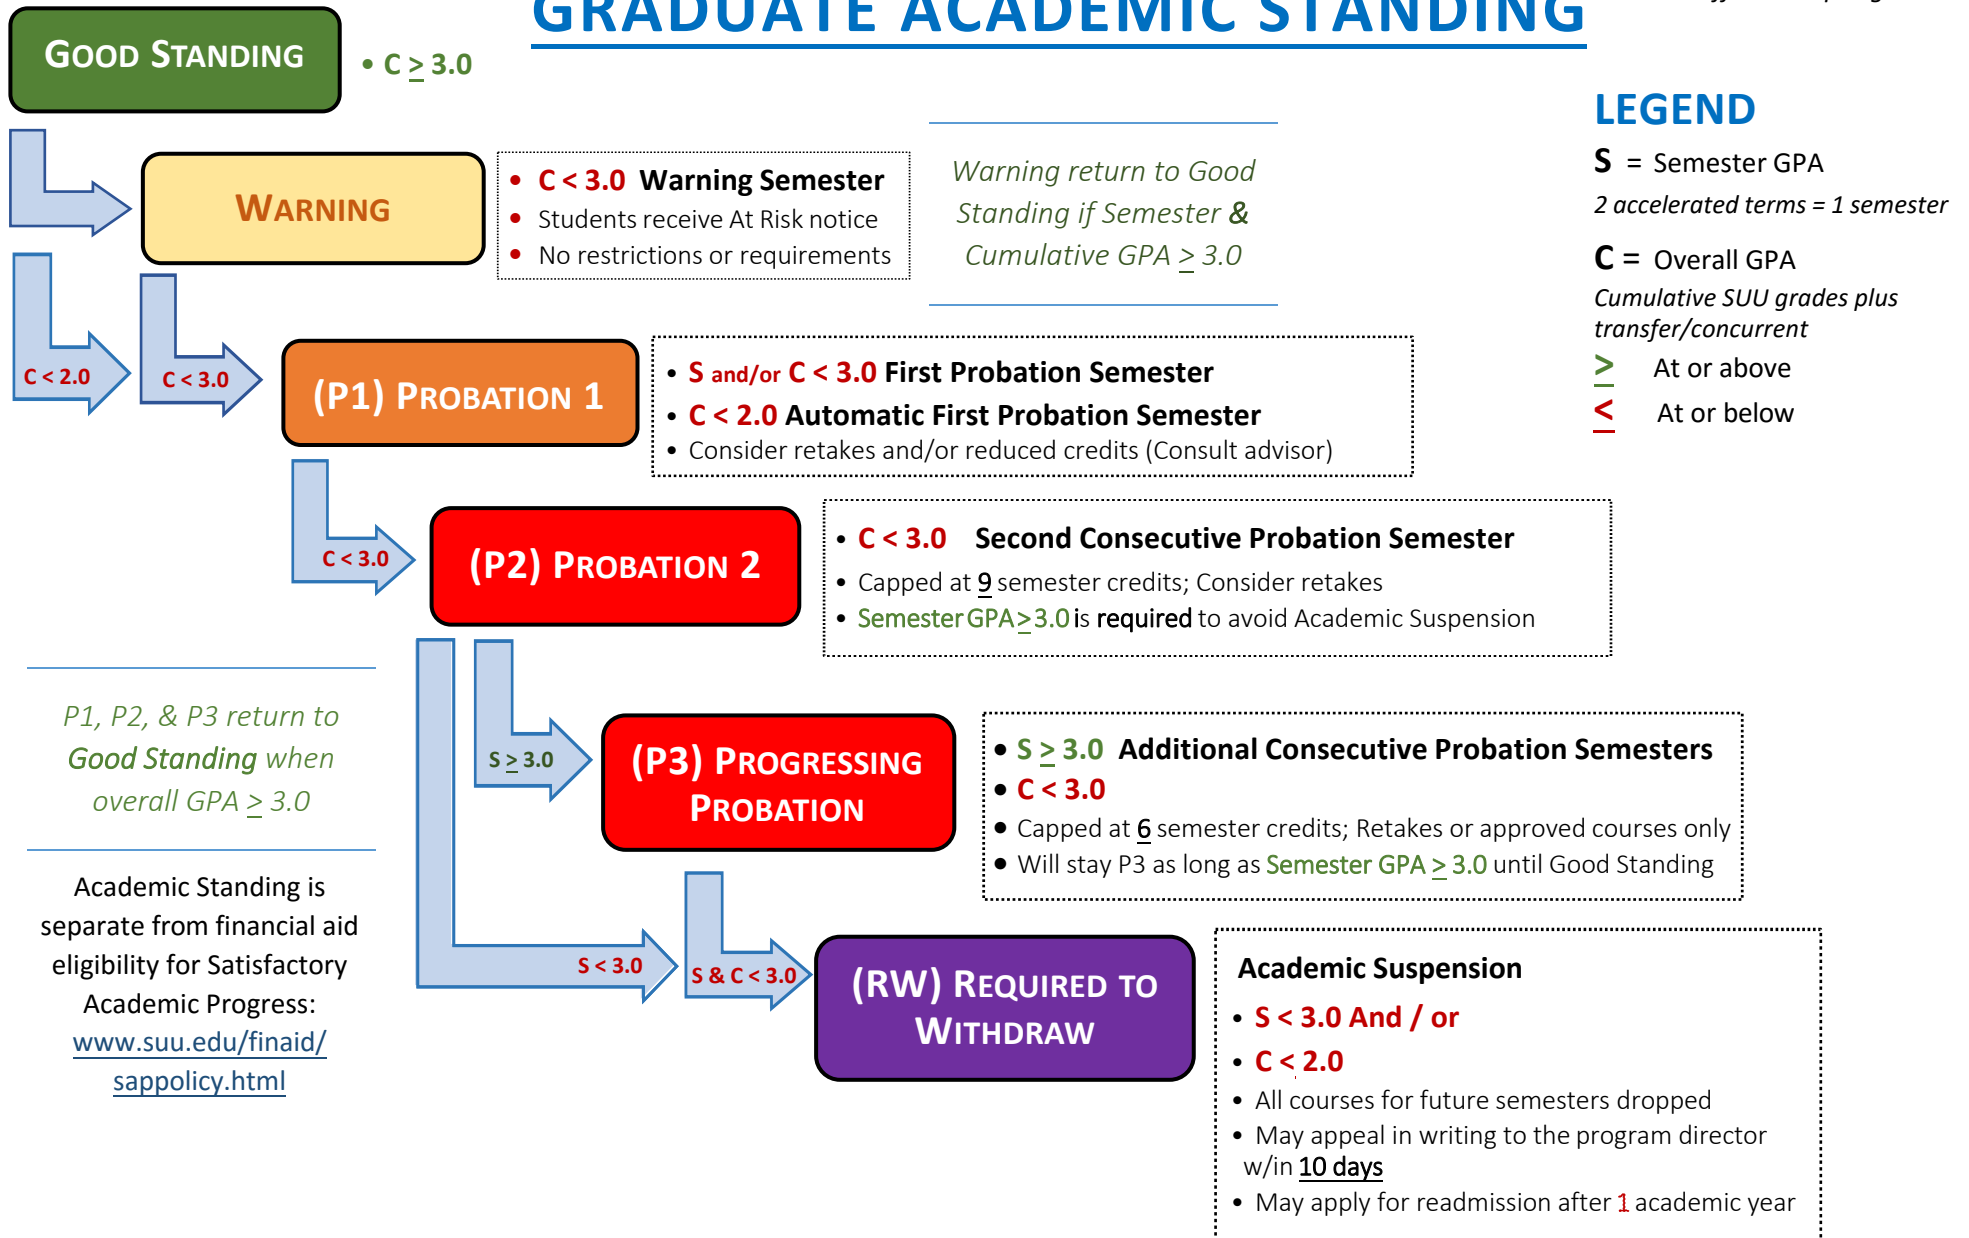 GRADUATE ACADEMIC STANDING
GOOD STANDING
• C ≥ 3.0
WARNING
• C < 3.0 Warning Semester
• Students receive At Risk notice
• No restrictions or requirements
Warning return to Good
Standing if Semester &
Cumulative GPA ≥ 3.0
LEGEND
S = Semester GPA
2 accelerated terms = 1 semester
C = Overall GPA
Cumulative SUU grades plus
transfer/concurrent
≥ At or above
≤ At or below
C < 2.0
C < 3.0
(P1) PROBATION 1
• S and/or C < 3.0 First Probation Semester
• C < 2.0 Automatic First Probation Semester
• Consider retakes and/or reduced credits (Consult advisor)
C < 3.0
(P2) PROBATION 2
• C < 3.0 Second Consecutive Probation Semester
• Capped at 9 semester credits; Consider retakes
• Semester GPA ≥ 3.0 is required to avoid Academic Suspension
P1, P2, & P3 return to
Good Standing when
overall GPA ≥ 3.0
S ≥ 3.0
(P3) PROGRESSING
PROBATION
• S ≥ 3.0 Additional Consecutive Probation Semesters
• C < 3.0
• Capped at 6 semester credits; Retakes or approved courses only
• Will stay P3 as long as Semester GPA ≥ 3.0 until Good Standing
Academic Standing is
separate from financial aid
eligibility for Satisfactory
Academic Progress:
www.suu.edu/finaid/
sappolicy.html
S < 3.0
S & C < 3.0
(RW) REQUIRED TO
WITHDRAW
Academic Suspension
• S < 3.0 And / or
• C < 2.0
• All courses for future semesters dropped
• May appeal in writing to the program director
w/in 10 days
• May apply for readmission after 1 academic year